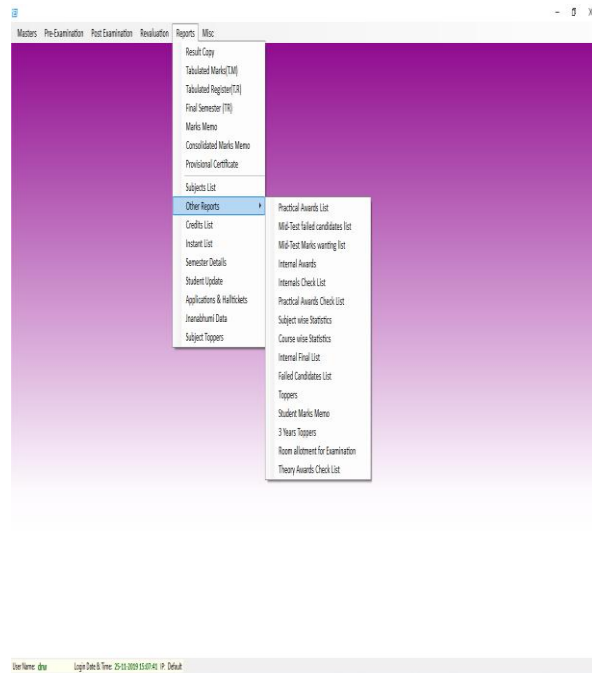 Masters Pre-Examination Post Examination Revaluation Reports Misc
Result Copy
Tabulated Marks(T.M)
Tabulated Register(T.R)
Final Semester (TR)
Marks Memo
Consolidated Marks Memo
Provisional Certificate
Subjects List
Other Reports
Credits List
Instant List
Semester Details
Student Update
Applications & Halltickets
Jnanabhumi Data
Subject Toppers
Practical Awards List
Mid-Test failed candidates list
Mid-Test Marks wanting list
Internal Awards
Internals Check List
Practical Awards Check List
Subject wise Statistics
Course wise Statistics
Internal Final List
Failed Candidates List
Toppers
Student Marks Memo
3 Years Toppers
Room allotment for Examination
Theory Awards Check List
User Name: Login Date & Time: 25-11-2019 15:07:41 IP: Default